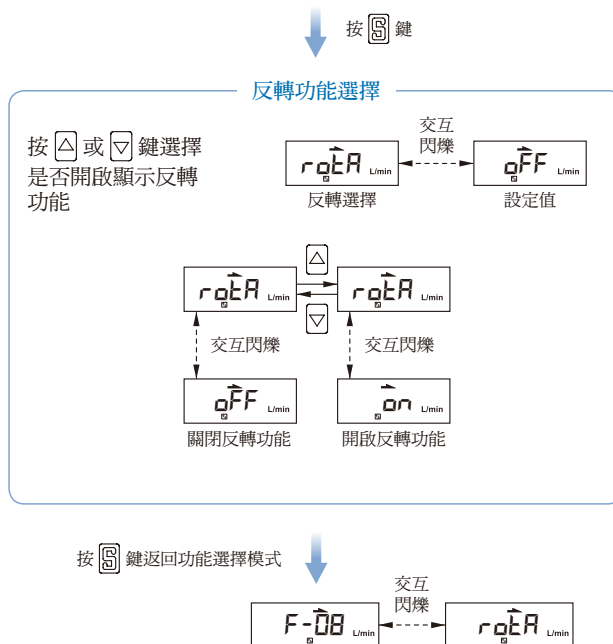 按 S 鍵
反轉功能選擇
按 △ 或 ▽ 鍵選擇
是否開啟顯示反轉
功能
交互
閃爍
rotA L/min
oFF L/min
反轉選擇
設定值
△
rotA L/min
rotA L/min
▽
交互閃爍
交互閃爍
oFF L/min
on L/min
關閉反轉功能
開啟反轉功能
按 S 鍵返回功能選擇模式
交互
閃爍
F-08 L/min
rotA L/min